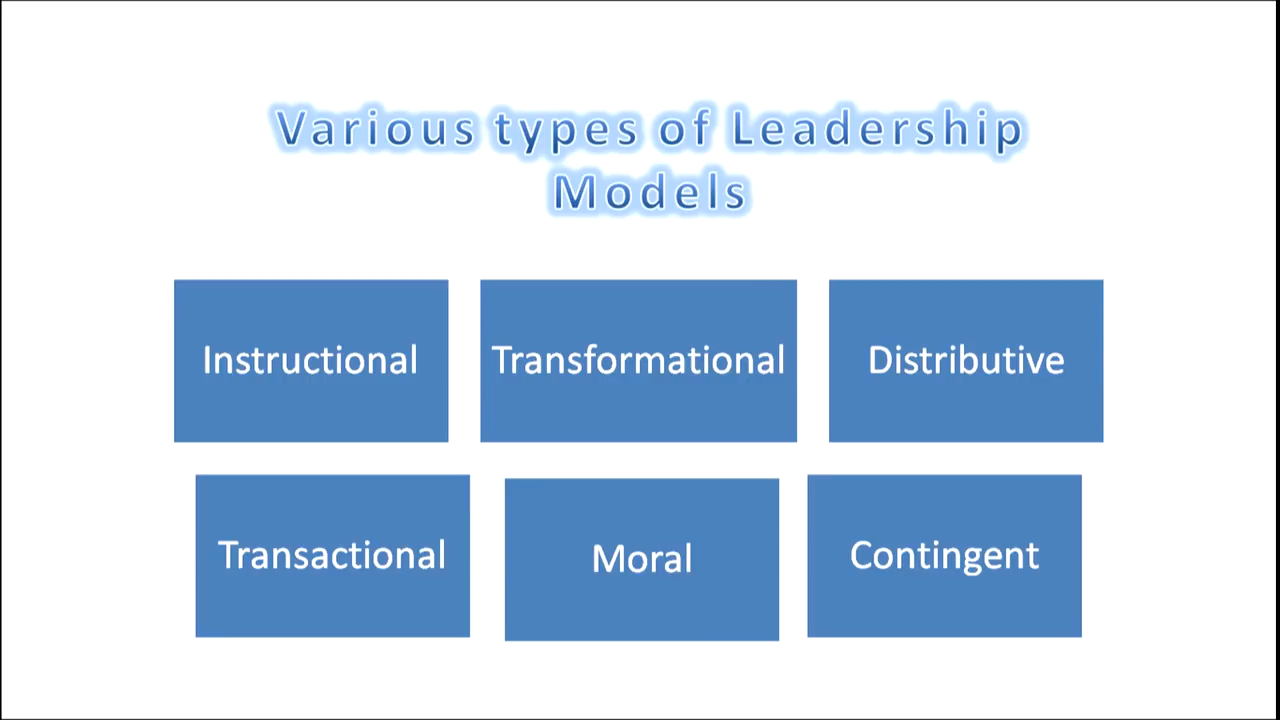 Various types of Leadership
Models
Instructional
Transformational
Distributive
Transactional
Moral
Contingent